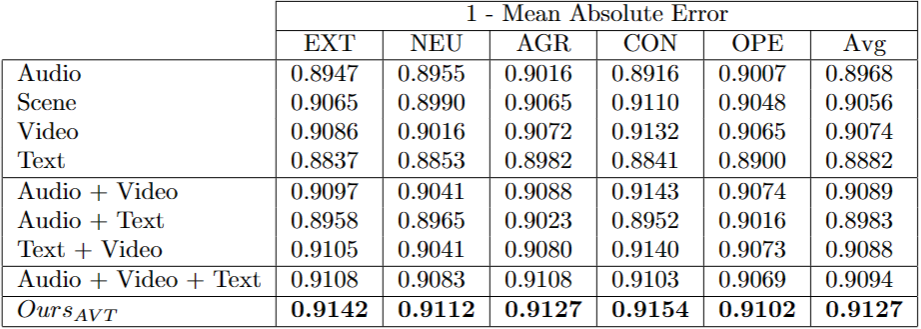 1 - Mean Absolute Error
EXT NEU AGR CON OPE Avg
Audio 0.8947 0.8955 0.9016 0.8916 0.9007 0.8968
Scene 0.9065 0.8990 0.9065 0.9110 0.9048 0.9056
Video 0.9086 0.9016 0.9072 0.9132 0.9065 0.9074
Text 0.8837 0.8853 0.8982 0.8841 0.8900 0.8882
Audio + Video 0.9097 0.9041 0.9088 0.9143 0.9074 0.9089
Audio + Text 0.8958 0.8965 0.9023 0.8952 0.9016 0.8983
Text + Video 0.9105 0.9041 0.9080 0.9140 0.9073 0.9088
Audio + Video + Text 0.9108 0.9083 0.9108 0.9103 0.9069 0.9094
Ours AVT 0.9142 0.9112 0.9127 0.9154 0.9102 0.9127